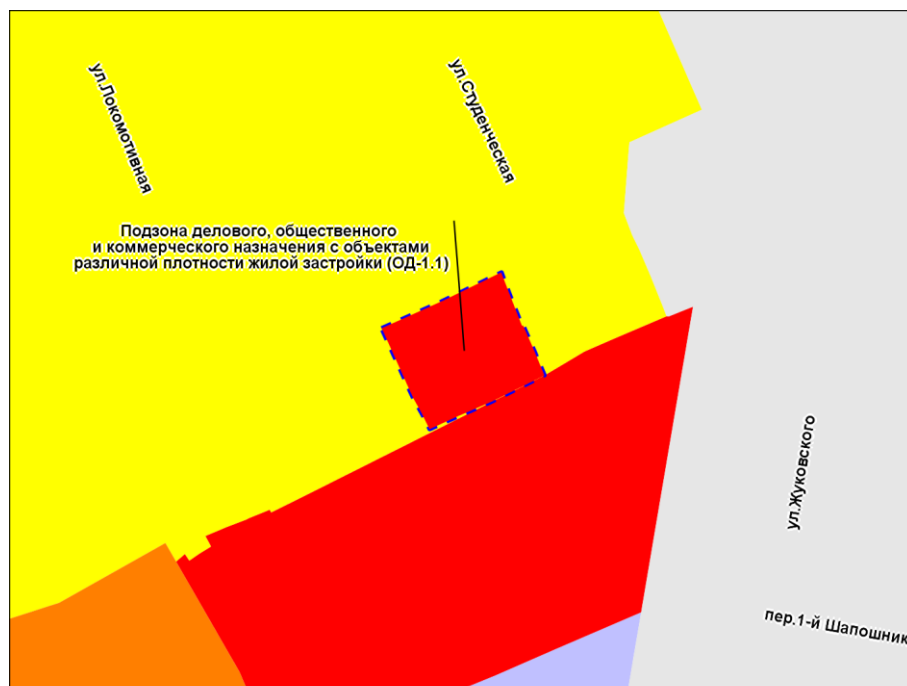 ул.Локомотивная
ул.Студенческая
Подзона делового, общественного
и коммерческого назначения с объектами
различной плотности жилой застройки (ОД-1.1)
ул.Жуковского
пер.1-й Шапошник